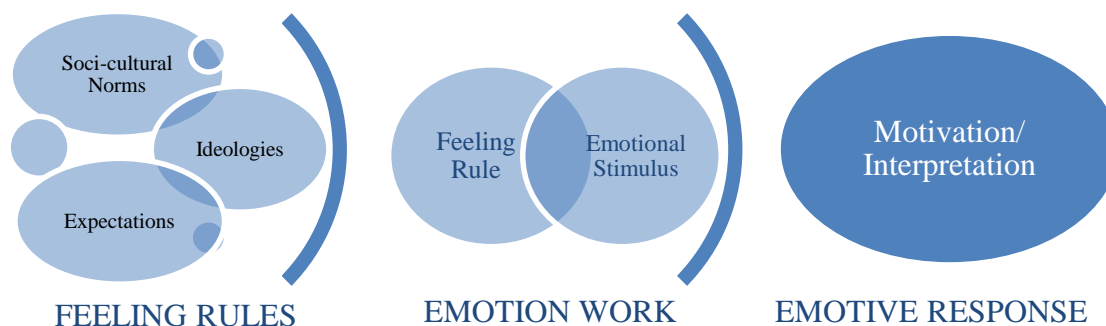 Soci-cultural
Norms
Ideologies
Expectations
FEELING RULES
Feeling
Rule
Emotional
Stimulus
EMOTION WORK
Motivation/
Interpretation
EMOTIVE RESPONSE